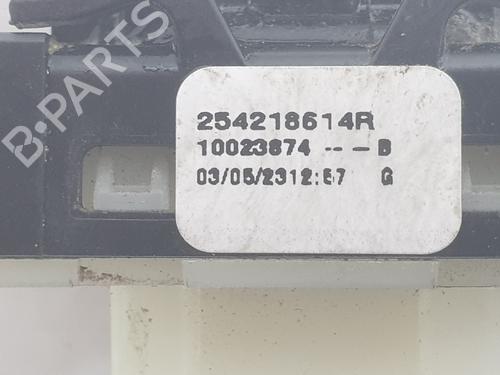 B-PARTS
254218614R
10023874 -- — B
03/05/2312:57 G